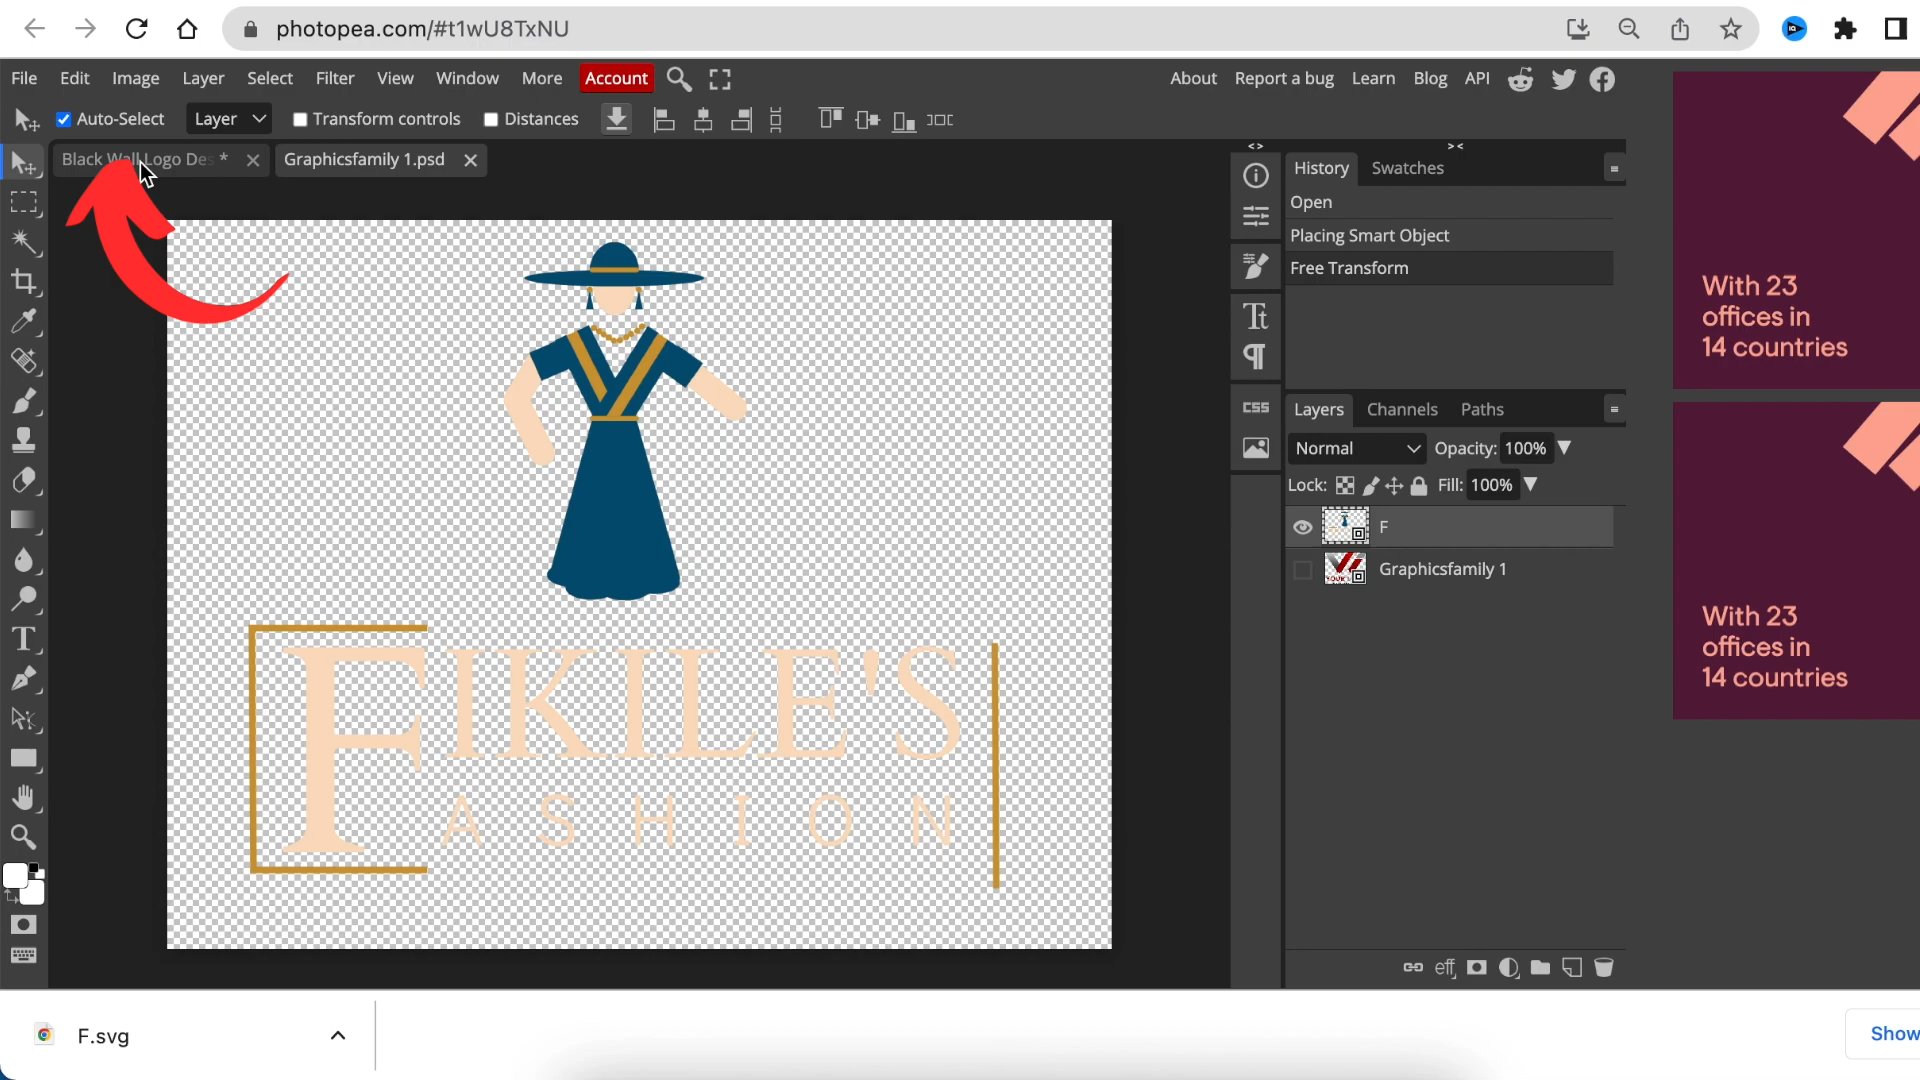 photopea.com/#t1wU8TxNU
File Edit Image Layer Select Filter View Window More Account
About Report a bug Learn Blog API
Auto-Select Layer Transform controls Distances
Black Wall Logo Des * Graphicsfamily 1.psd
History Swatches
Open
Placing Smart Object
Free Transform
CSS
Layers Channels Paths
Normal Opacity: 100%
Lock: Fill: 100%
F
Graphicsfamily 1
eff
FIKILE'S
ASHION
With 23
offices in
14 countries
With 23
offices in
14 countries
F.svg
Show